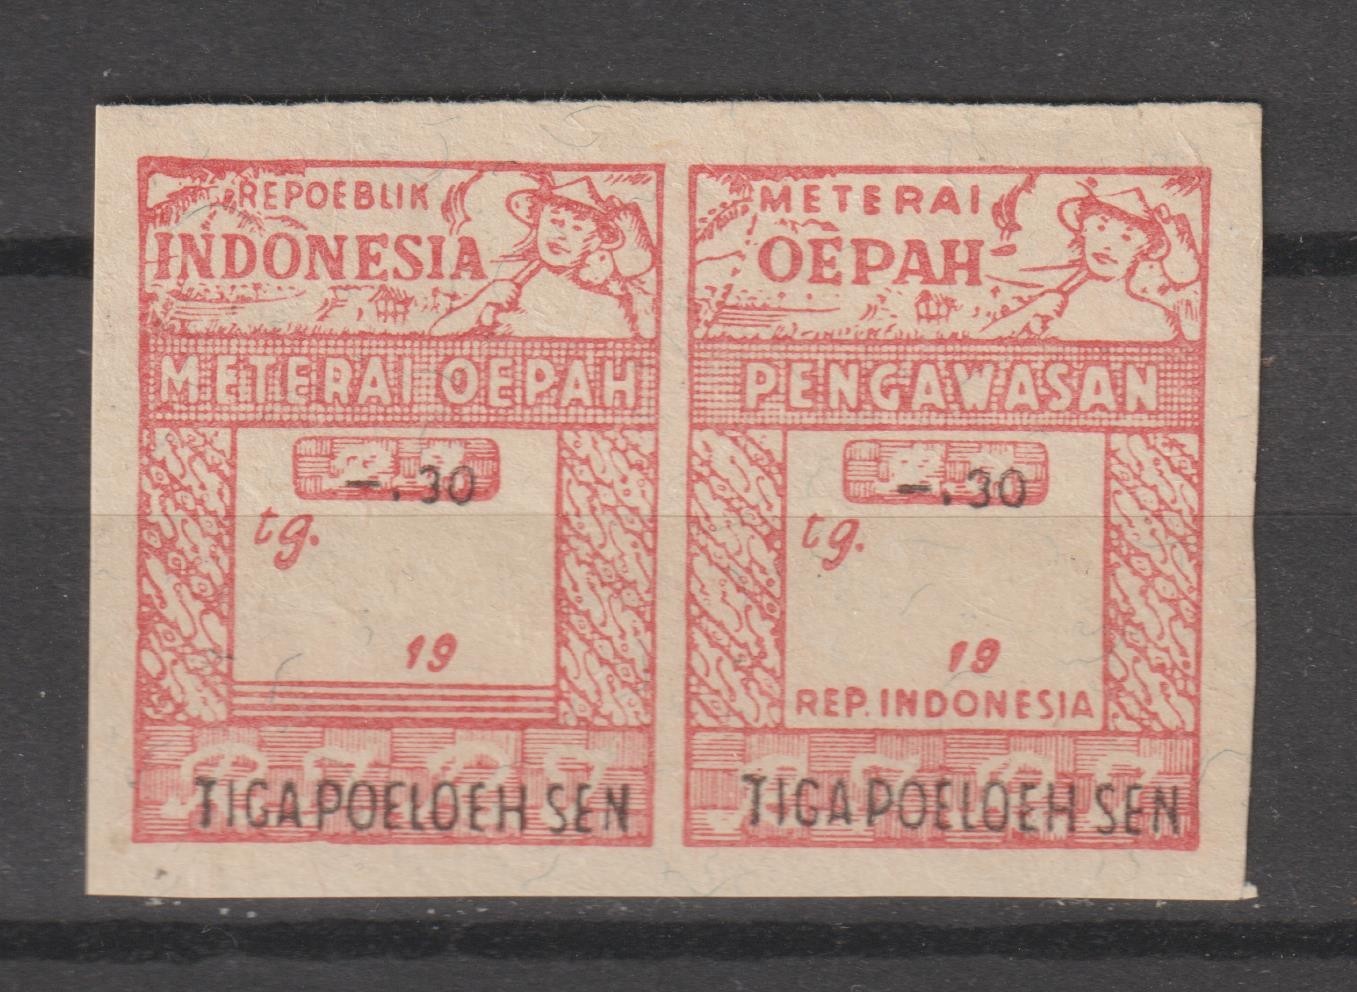 REPOEBLIK
INDONESIA
METERAI OEPAH
-.30
tg.
19
TIGAPOELOEH SEN
METERAI
OEPAH
PENGAWASAN
-.30
tg.
19
REP. INDONESIA
TIGAPOELOEH SEN